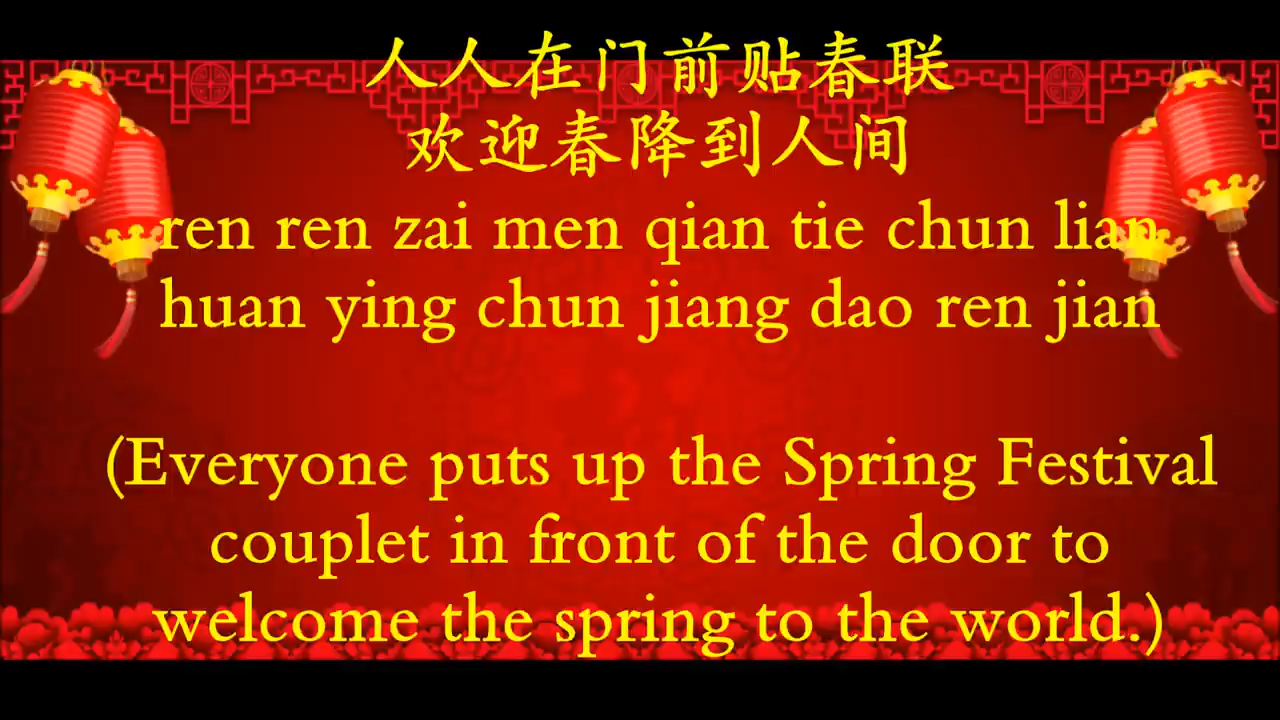 人人在门前贴春联
欢迎春降到人间
ren ren zai men qian tie chun lian
huan ying chun jiang dao ren jian
(Everyone puts up the Spring Festival
couplet in front of the door to
welcome the spring to the world.)